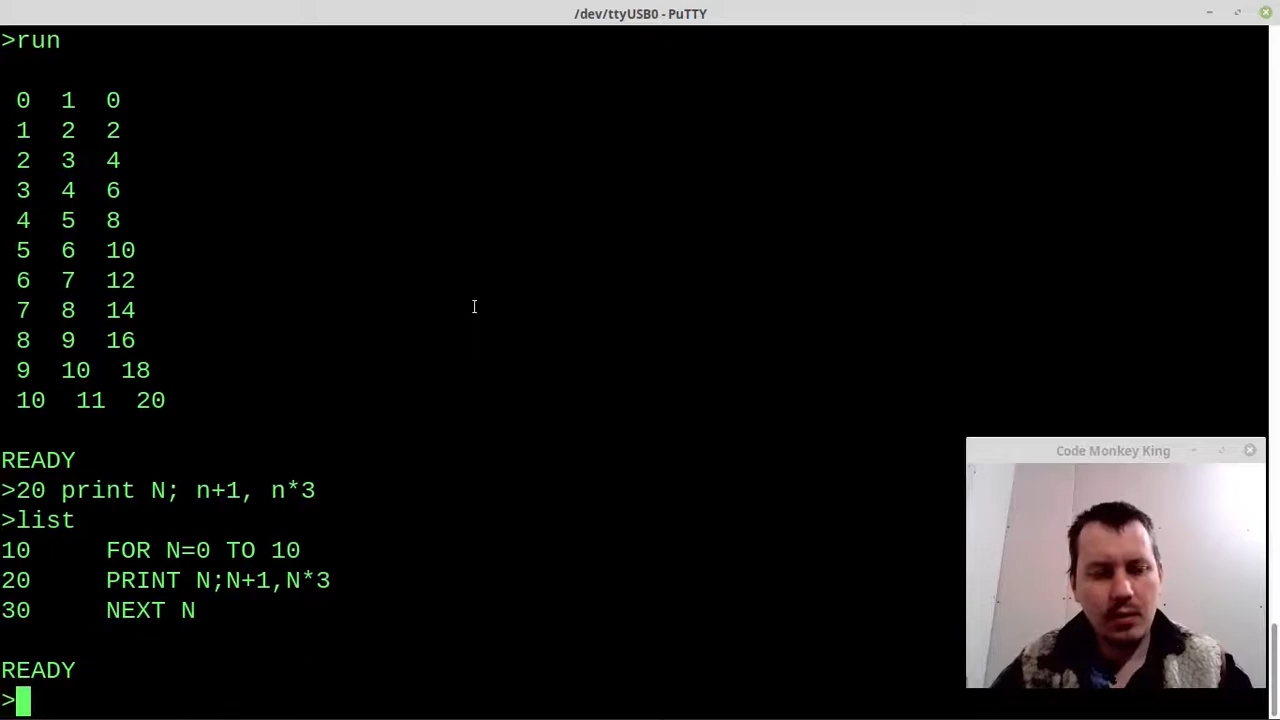 /dev/ttyUSB0 - PuTTY
>run
0 1 0
1 2 2
2 3 4
3 4 6
4 5 8
5 6 10
6 7 12
7 8 14
8 9 16
9 10 18
10 11 20
READY
>20 print N; n+1, n*3
>list
10 FOR N=0 TO 10
20 PRINT N;N+1,N*3
30 NEXT N
READY
>
Code Monkey King